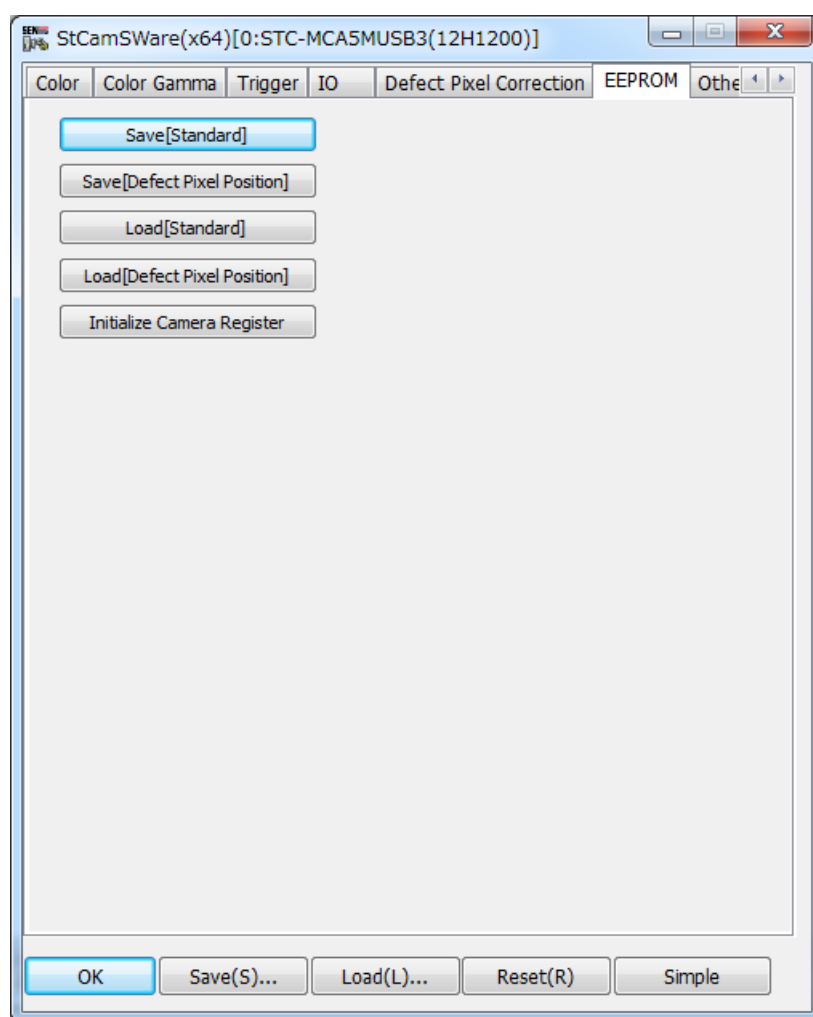 StCamSWare(x64)[0:STC-MCA5MUSB3(12H1200)]
Color Color Gamma Trigger IO Defect Pixel Correction EEPROM Othe
Save[Standard]
Save[Defect Pixel Position]
Load[Standard]
Load[Defect Pixel Position]
Initialize Camera Register
OK Save(S)... Load(L)... Reset(R) Simple